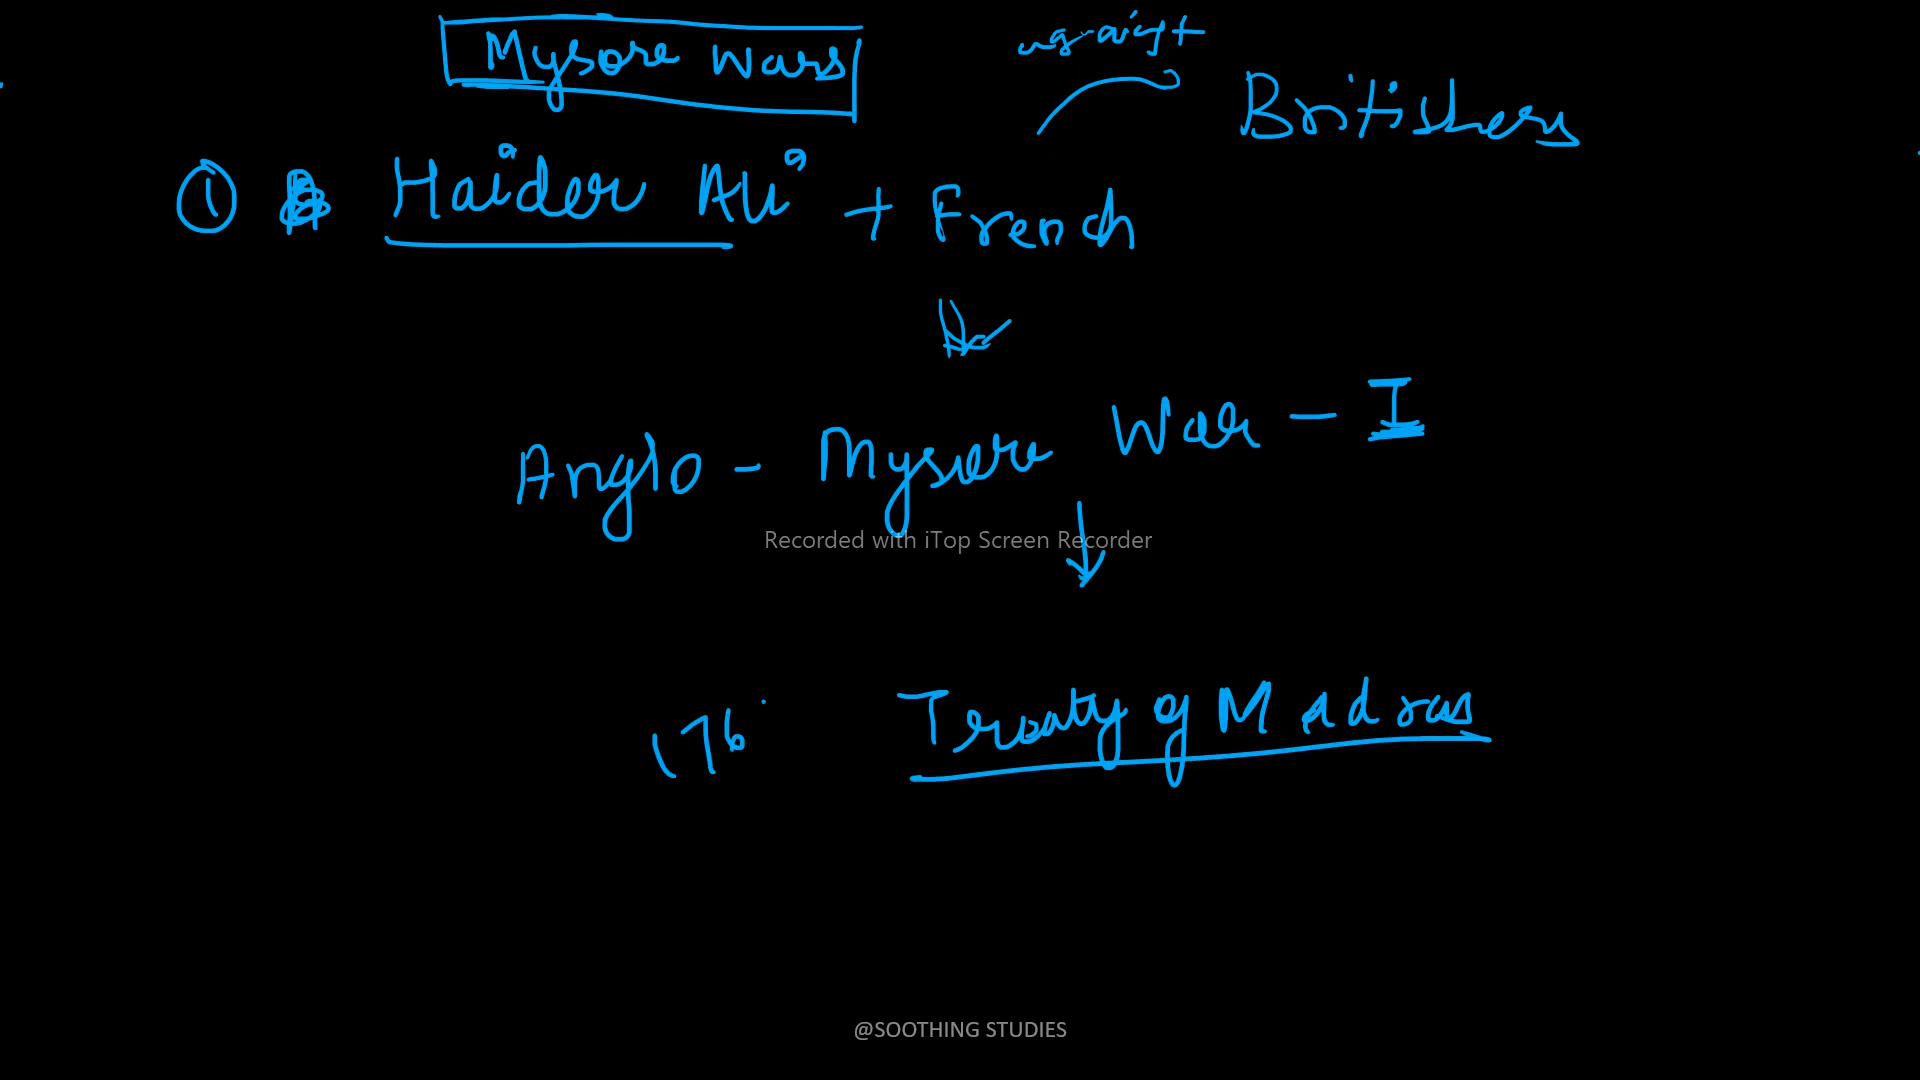 Mysore Wars
against
Britishers
① Haider Ali + French
Anglo - Mysore War - I
Recorded with iTop Screen Recorder
176 Treaty of Madras
@SOOTHING STUDIES